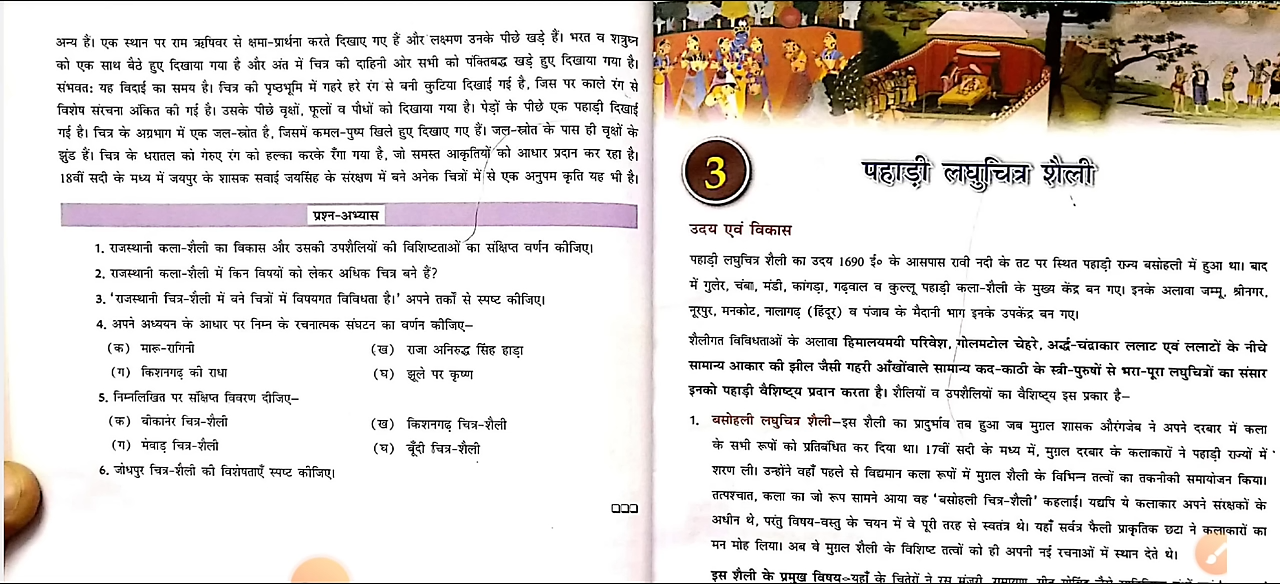 अन्य हैं। एक स्थान पर राम ऋषिवर से क्षमा-प्रार्थना करते दिखाए गए हैं और लक्ष्मण उनके पीछे खड़े हैं। भरत व शत्रुघ्न
को एक साथ बैठे हुए दिखाया गया है और अंत में चित्र की दाहिनी ओर सभी को पंक्तिबद्ध खड़े हुए दिखाया गया है।
संभवत: यह विदाई का समय है। चित्र की पृष्ठभूमि में गहरे हरे रंग से बनी कुटिया दिखाई गई है, जिस पर काले रंग से
विशेष संरचना अंकित की गई है। उसके पीछे वृक्षों, फूलों व पौधों को दिखाया गया है। पेड़ों के पीछे एक पहाड़ी दिखाई
गई है। चित्र के अग्रभाग में एक जल-स्रोत है, जिसमें कमल-पुष्प खिले हुए दिखाए गए हैं। जल-स्रोत के पास ही वृक्षों के
झुंड हैं। चित्र के धरातल को गेरुए रंग को हल्का करके रँगा गया है, जो समस्त आकृतियों को आधार प्रदान कर रहा है।
18वीं सदी के मध्य में जयपुर के शासक सवाई जयसिंह के संरक्षण में बने अनेक चित्रों में से एक अनुपम कृति यह भी है।
प्रश्न-अभ्यास
1. राजस्थानी कला-शैली का विकास और उसकी उपशैलियों की विशिष्टताओं का संक्षिप्त वर्णन कीजिए।
2. राजस्थानी कला-शैली में किन विषयों को लेकर अधिक चित्र बने हैं?
3. 'राजस्थानी चित्र-शैली में बने चित्रों में विषयगत विविधता है।' अपने तर्कों से स्पष्ट कीजिए।
4. अपने अध्ययन के आधार पर निम्न के रचनात्मक संघटन का वर्णन कीजिए–
(क) मारू-रागिनी (ख) राजा अनिरुद्ध सिंह हाड़ा
(ग) किशनगढ़ की राधा (घ) झूले पर कृष्ण
5. निम्नलिखित पर संक्षिप्त विवरण दीजिए–
(क) बीकानेर चित्र-शैली (ख) किशनगढ़ चित्र-शैली
(ग) मेवाड़ चित्र-शैली (घ) बूँदी चित्र-शैली
6. जोधपुर चित्र-शैली की विशेषताएँ स्पष्ट कीजिए।
3
पहाड़ी लघुचित्र शैली
उदय एवं विकास
पहाड़ी लघुचित्र शैली का उदय 1690 ई० के आसपास रावी नदी के तट पर स्थित पहाड़ी राज्य बसोहली में हुआ था। बाद
में गुलेर, चंबा, मंडी, कांगड़ा, गढ़वाल व कुल्लू पहाड़ी कला-शैली के मुख्य केंद्र बन गए। इनके अलावा जम्मू, श्रीनगर,
नूरपुर, मनकोट, नालागढ़ (हिंदूर) व पंजाब के मैदानी भाग इनके उपकेंद्र बन गए।
शैलीगत विविधताओं के अलावा हिमालयमयी परिवेश, गोलमटोल चेहरे, अर्द्ध-चंद्राकार ललाट एवं ललाटों के नीचे
सामान्य आकार की झील जैसी गहरी आँखोंवाले सामान्य कद-काठी के स्त्री-पुरुषों से भरा-पूरा लघुचित्रों का संसार
इनको पहाड़ी वैशिष्ट्य प्रदान करता है। शैलियों व उपशैलियों का वैशिष्ट्य इस प्रकार है–
1. बसोहली लघुचित्र शैली–इस शैली का प्रादुर्भाव तब हुआ जब मुग़ल शासक औरंगजेब ने अपने दरबार में कला
के सभी रूपों को प्रतिबंधित कर दिया था। 17वीं सदी के मध्य में, मुग़ल दरबार के कलाकारों ने पहाड़ी राज्यों में
शरण ली। उन्होंने वहाँ पहले से विद्यमान कला रूपों में मुग़ल शैली के विभिन्न तत्वों का तकनीकी समायोजन किया।
तत्पश्चात, कला का जो रूप सामने आया वह 'बसोहली चित्र-शैली' कहलाई। यद्यपि ये कलाकार अपने संरक्षकों के
अधीन थे, परंतु विषय-वस्तु के चयन में वे पूरी तरह से स्वतंत्र थे। यहाँ सर्वत्र फैली प्राकृतिक छटा ने कलाकारों का
मन मोह लिया। अब वे मुग़ल शैली के विशिष्ट तत्वों को ही अपनी नई रचनाओं में स्थान देते थे।
इस शैली के प्रमुख विषय–यहाँ के चितेरों ने रस मंजरी, रामायण, गीत गोविंद जैसे